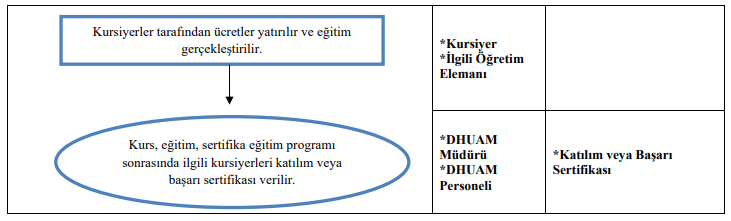 Kursiyerler tarafından ücretler yatırılır ve eğitim
gerçekleştirilir.
*Kursiyer
*İlgili Öğretim
Elemanı
Kurs, eğitim, sertifika eğitim programı
sonrasında ilgili kursiyerleri katılım veya
başarı sertifikası verilir.
*DHUAM
Müdürü
*DHUAM
Personeli
*Katılım veya Başarı
Sertifikası